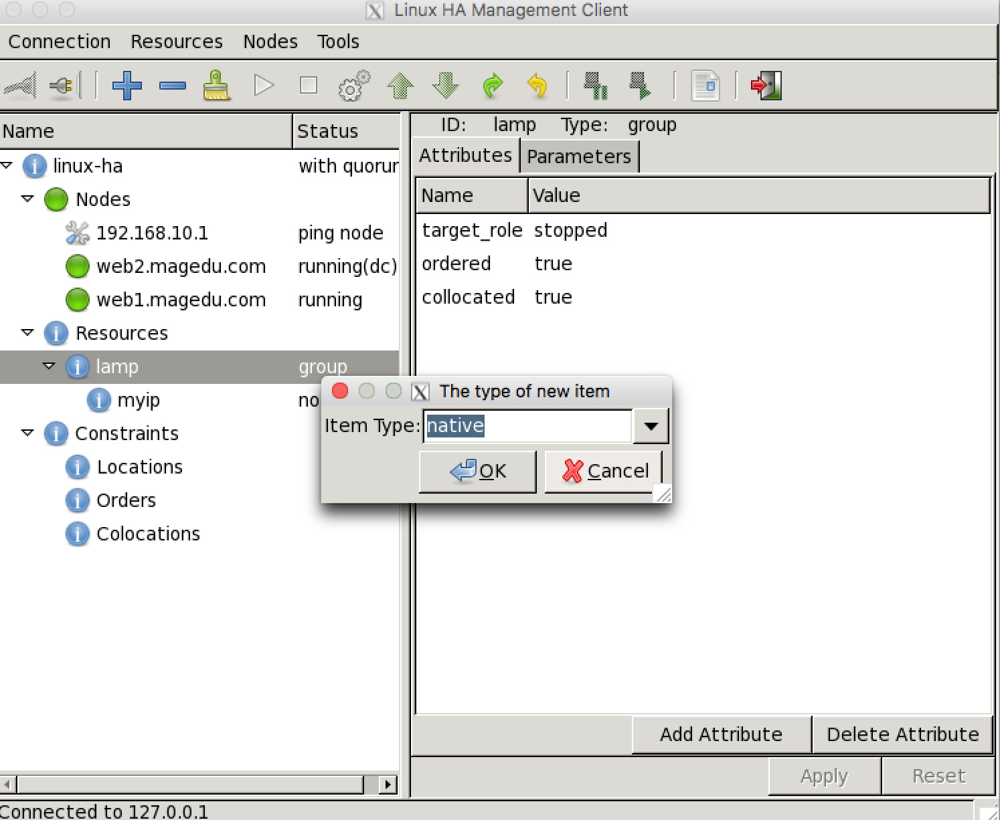 Linux HA Management Client
Connection Resources Nodes Tools
Name Status
linux-ha with quorur
Nodes
192.168.10.1 ping node
web2.magedu.com running(dc)
web1.magedu.com running
Resources
lamp group
myip no
Constraints
Locations
Orders
Colocations
ID: lamp Type: group
Attributes Parameters
Name Value
target_role stopped
ordered true
collocated true
The type of new item
Item Type: native
OK Cancel
Add Attribute Delete Attribute
Apply Reset
Connected to 127.0.0.1